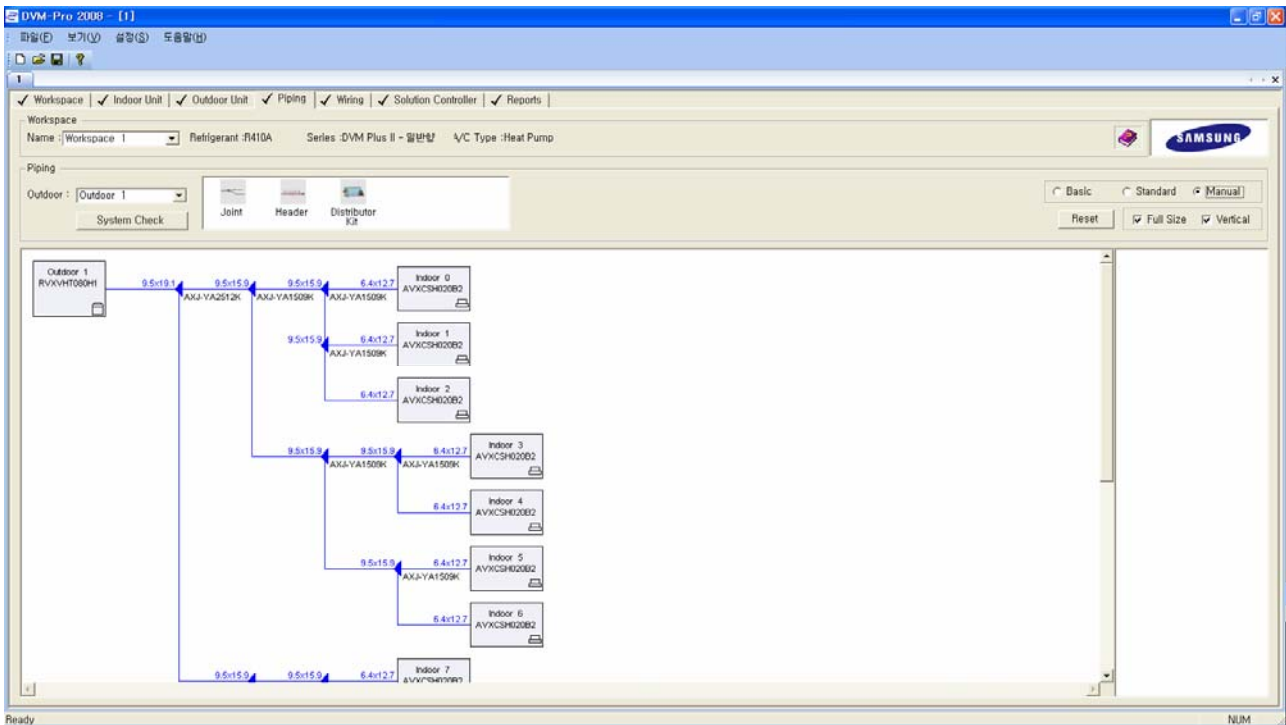 DVM-Pro 2008 - [1]
파일(F) 보기(V) 설정(S) 도움말(H)
1
Workspace Indoor Unit Outdoor Unit Piping Wiring Solution Controller Reports
Workspace
Name : Workspace 1 Refrigerant :R410A Series :DVM Plus II - 일반향 A/C Type :Heat Pump
SAMSUNG
Piping
Outdoor : Outdoor 1
Joint Header Distributor Kit
Basic Standard Manual
System Check
Reset Full Size Vertical
Outdoor 1
RVXVHT080H1
9.5x19.1 9.5x15.9 9.5x15.9 6.4x12.7
AXJ-YA2512K AXJ-YA1509K AXJ-YA1509K
Indoor 0
AVXCSH020B2
9.5x15.9 6.4x12.7
AXJ-YA1509K
Indoor 1
AVXCSH020B2
6.4x12.7
Indoor 2
AVXCSH020B2
9.5x15.9 9.5x15.9 6.4x12.7
AXJ-YA1509K AXJ-YA1509K
Indoor 3
AVXCSH020B2
6.4x12.7
Indoor 4
AVXCSH020B2
9.5x15.9 6.4x12.7
AXJ-YA1509K
Indoor 5
AVXCSH020B2
6.4x12.7
Indoor 6
AVXCSH020B2
9.5x15.9 9.5x15.9 6.4x12.7
Indoor 7
AVXCSH020B2
Ready NUM